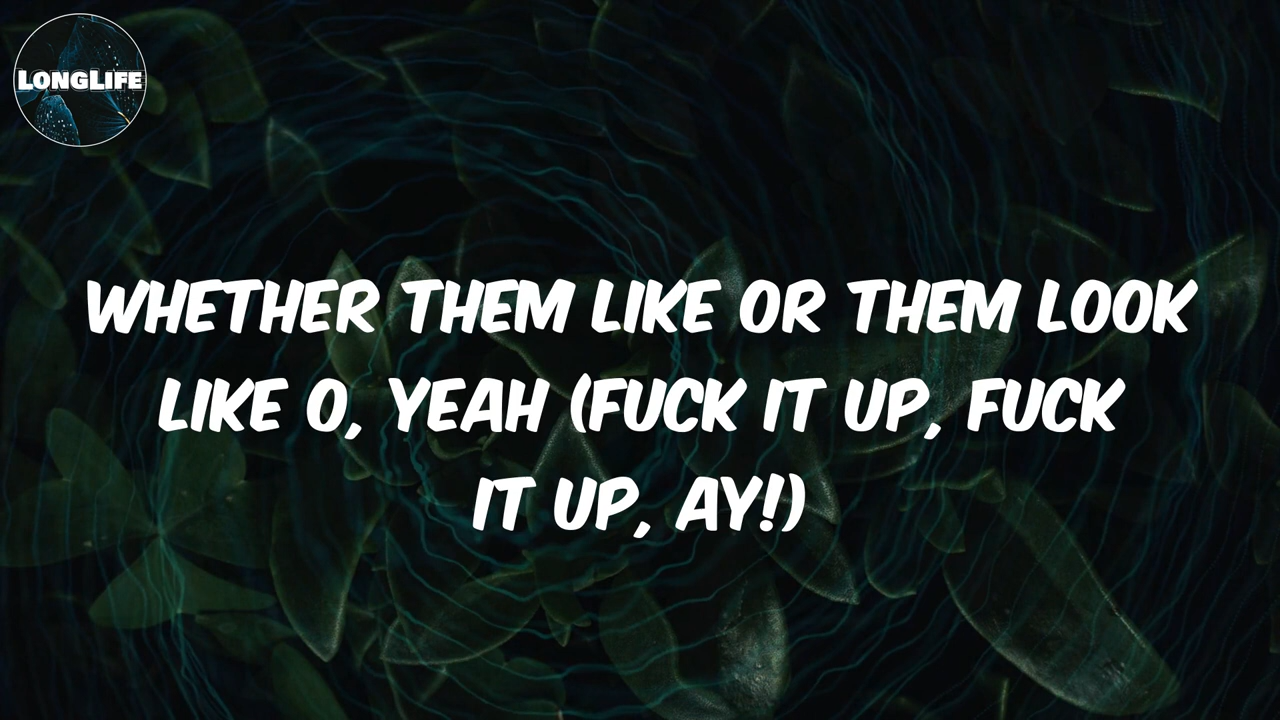 LONGLIFE
WHETHER THEM LIKE OR THEM LOOK
LIKE O, YEAH (FUCK IT UP, FUCK
IT UP, AY!)